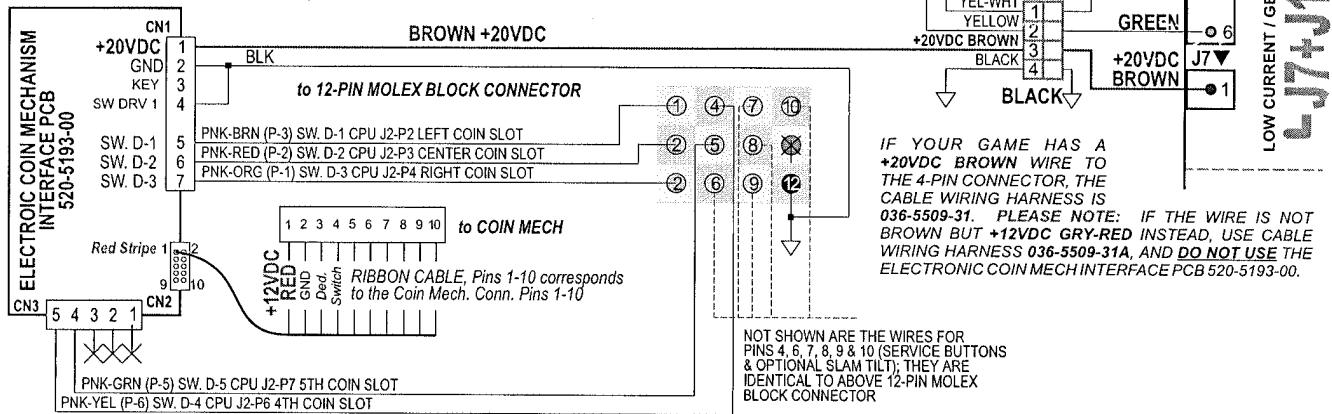 ELECTROIC COIN MECHANISM
INTERFACE PCB
520-5193-00
CN1
+20VDC 1
GND 2
KEY 3
SW DRV 1 4
SW. D-1 5
SW. D-2 6
SW. D-3 7
BROWN +20VDC
BLK
to 12-PIN MOLEX BLOCK CONNECTOR
PNK-BRN (P-3) SW. D-1 CPU J2-P2 LEFT COIN SLOT
PNK-RED (P-2) SW. D-2 CPU J2-P3 CENTER COIN SLOT
PNK-ORG (P-1) SW. D-3 CPU J2-P4 RIGHT COIN SLOT
1 4 7 10
2 5 8
2 6 9 12
YEL-WHT 1
YELLOW 2
+20VDC BROWN 3
BLACK 4
BLACK
GREEN
6
+20VDC
BROWN
J7
1
LOW CURRENT / GE
J7+J1
IF YOUR GAME HAS A
+20VDC BROWN WIRE TO
THE 4-PIN CONNECTOR, THE
CABLE WIRING HARNESS IS
036-5509-31. PLEASE NOTE: IF THE WIRE IS NOT
BROWN BUT +12VDC GRY-RED INSTEAD, USE CABLE
WIRING HARNESS 036-5509-31A, AND DO NOT USE THE
ELECTRONIC COIN MECH INTERFACE PCB 520-5193-00.
Red Stripe 1 2
9 10
CN2
1 2 3 4 5 6 7 8 9 10
to COIN MECH
+12VDC
RED
GND
Ded.
Switch
RIBBON CABLE, Pins 1-10 corresponds
to the Coin Mech. Conn. Pins 1-10
CN3
5 4 3 2 1
PNK-GRN (P-5) SW. D-5 CPU J2-P7 5TH COIN SLOT
PNK-YEL (P-6) SW. D-4 CPU J2-P6 4TH COIN SLOT
NOT SHOWN ARE THE WIRES FOR
PINS 4, 6, 7, 8, 9 & 10 (SERVICE BUTTONS
& OPTIONAL SLAM TILT); THEY ARE
IDENTICAL TO ABOVE 12-PIN MOLEX
BLOCK CONNECTOR